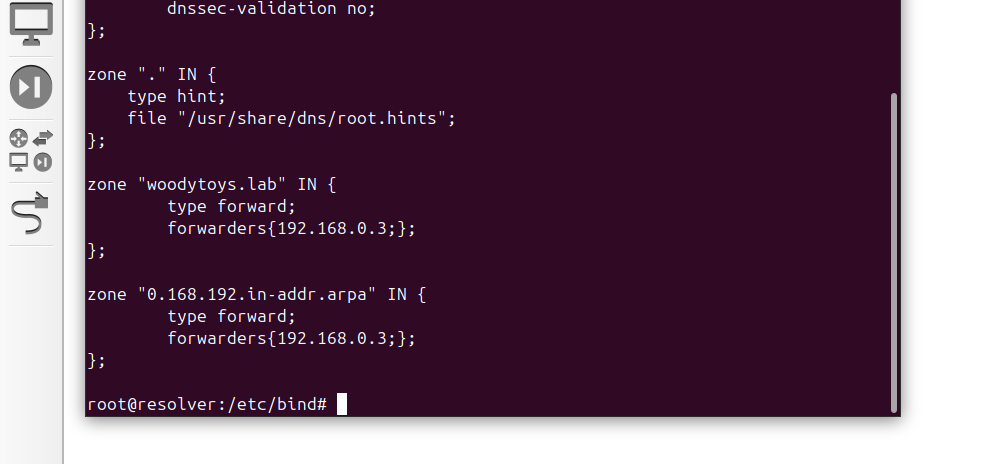 dnssec-validation no;
};
zone "." IN {
type hint;
file "/usr/share/dns/root.hints";
};
zone "woodytoys.lab" IN {
type forward;
forwarders{192.168.0.3;};
};
zone "0.168.192.in-addr.arpa" IN {
type forward;
forwarders{192.168.0.3;};
};
root@resolver:/etc/bind#